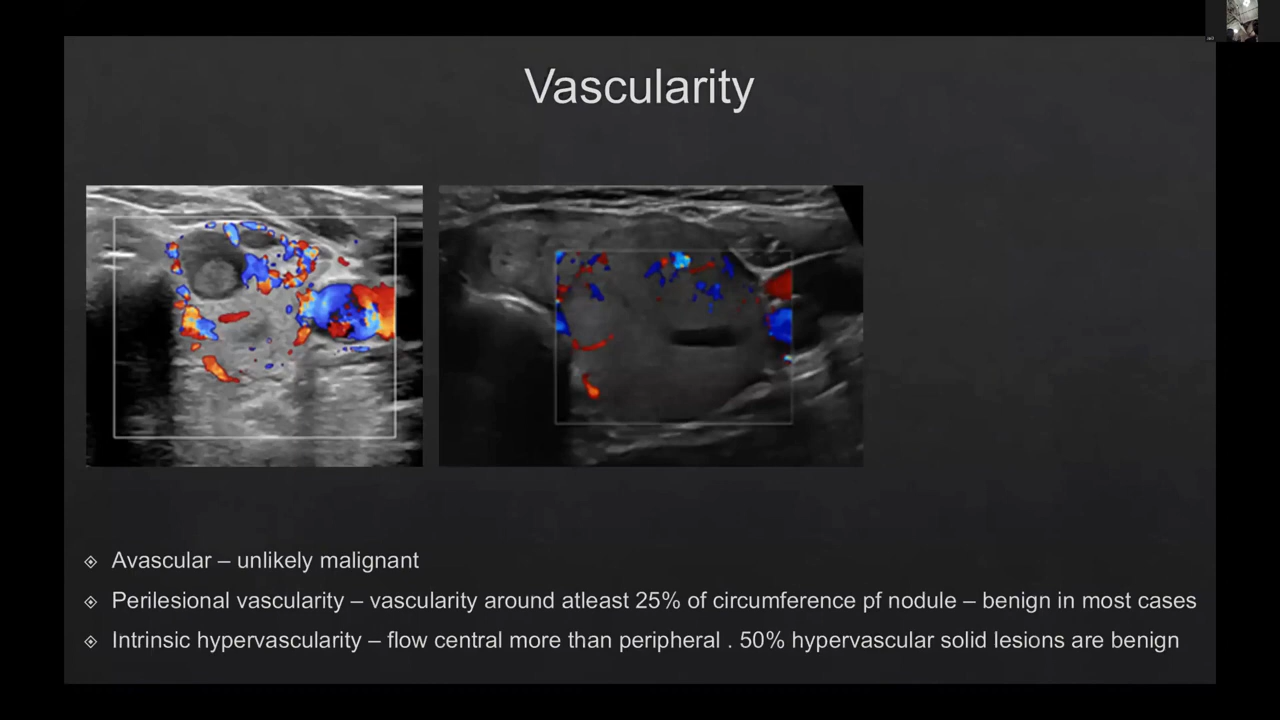 Vascularity
Avascular – unlikely malignant
Perilesional vascularity – vascularity around atleast 25% of circumference pf nodule – benign in most cases
Intrinsic hypervascularity – flow central more than peripheral . 50% hypervascular solid lesions are benign